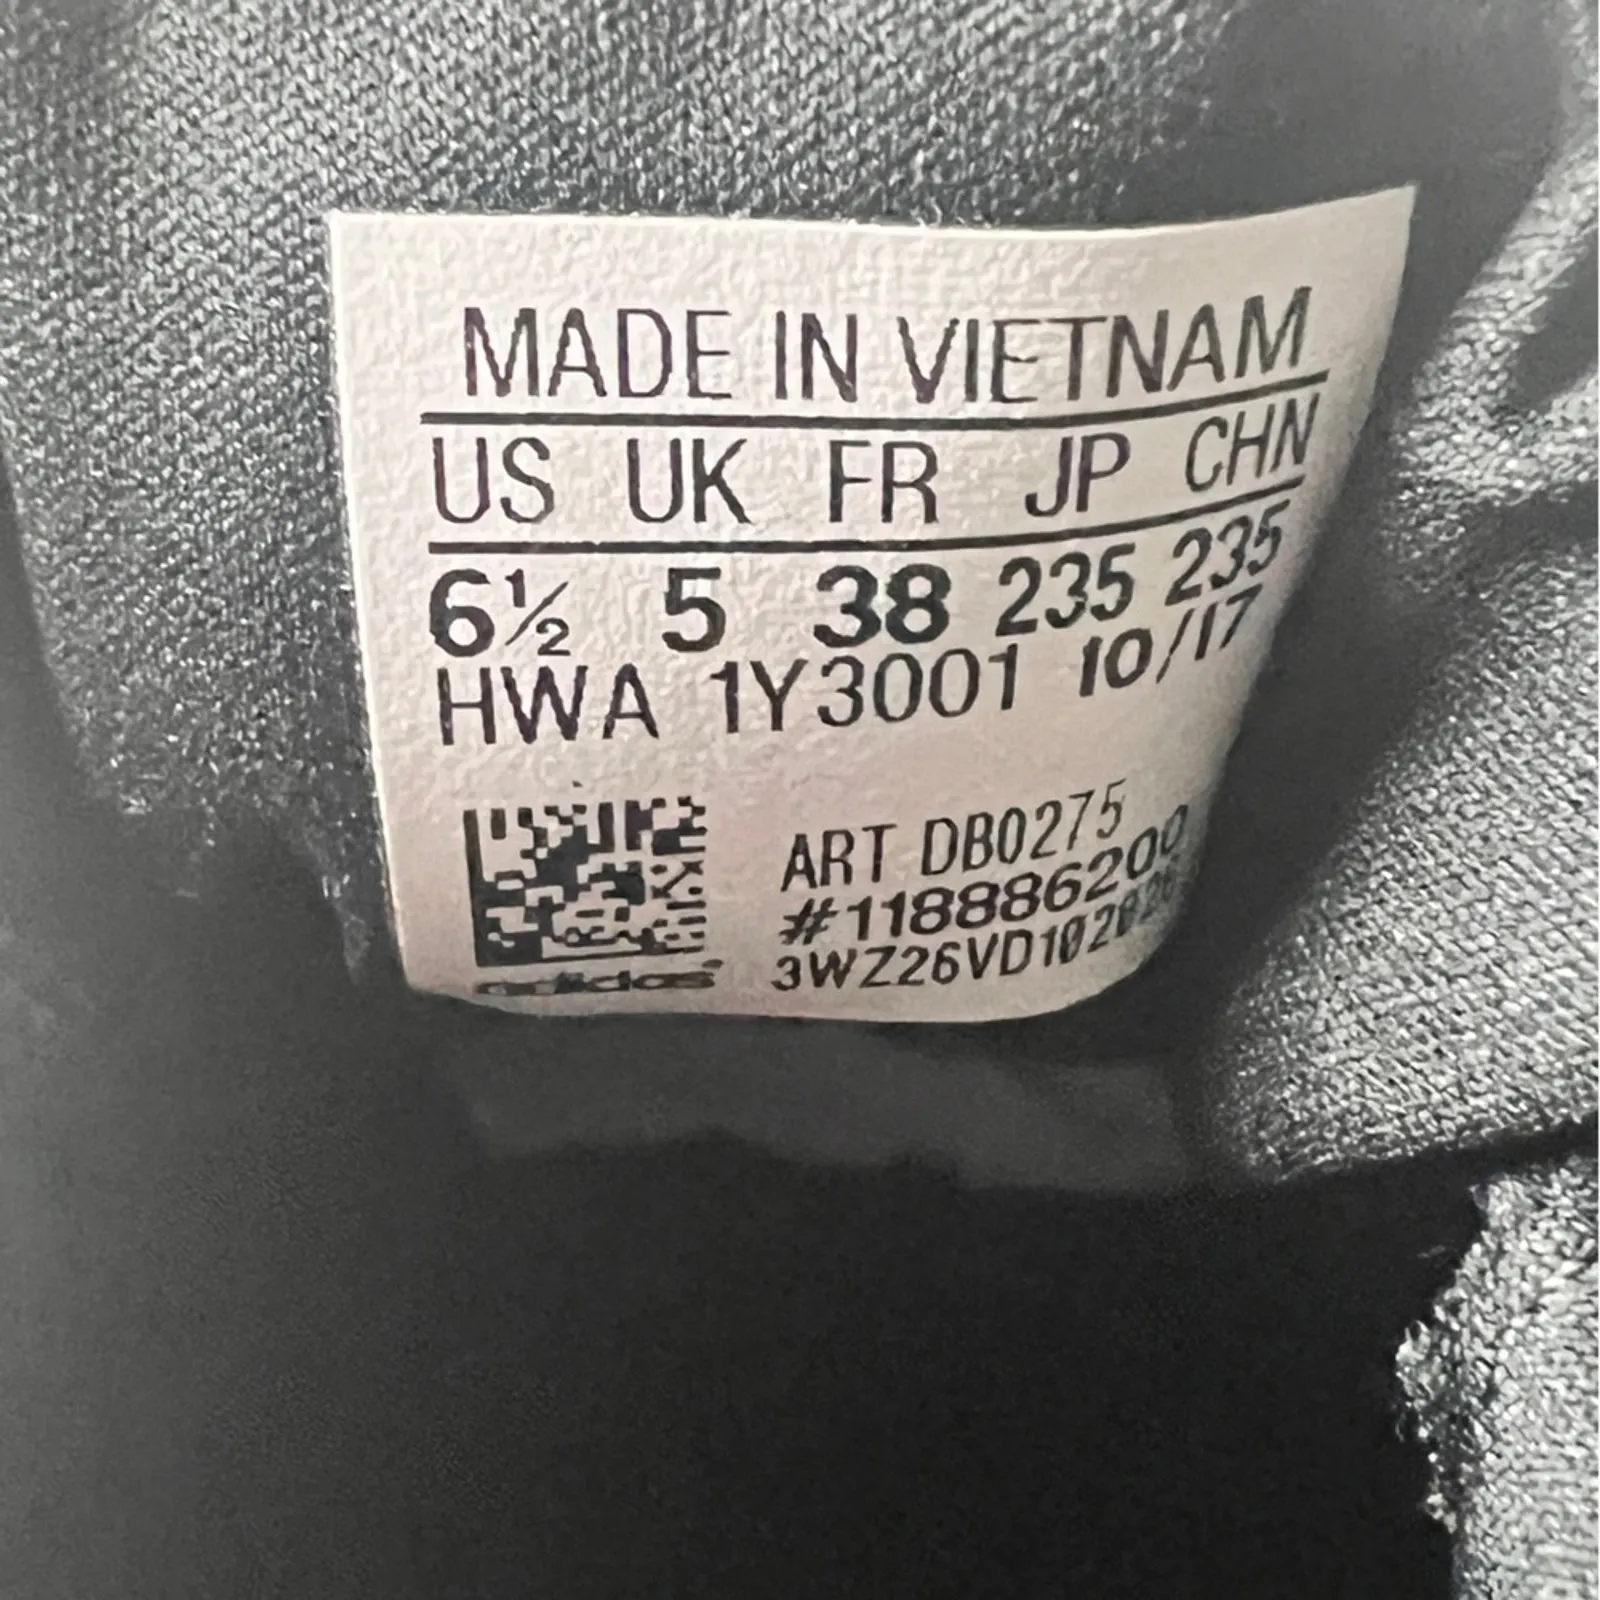 MADE IN VIETNAM
US UK FR JP CHN
6½ 5 38 235 235
HWA 1Y3001 10/17
ART DB0275
#1188862009
adidas